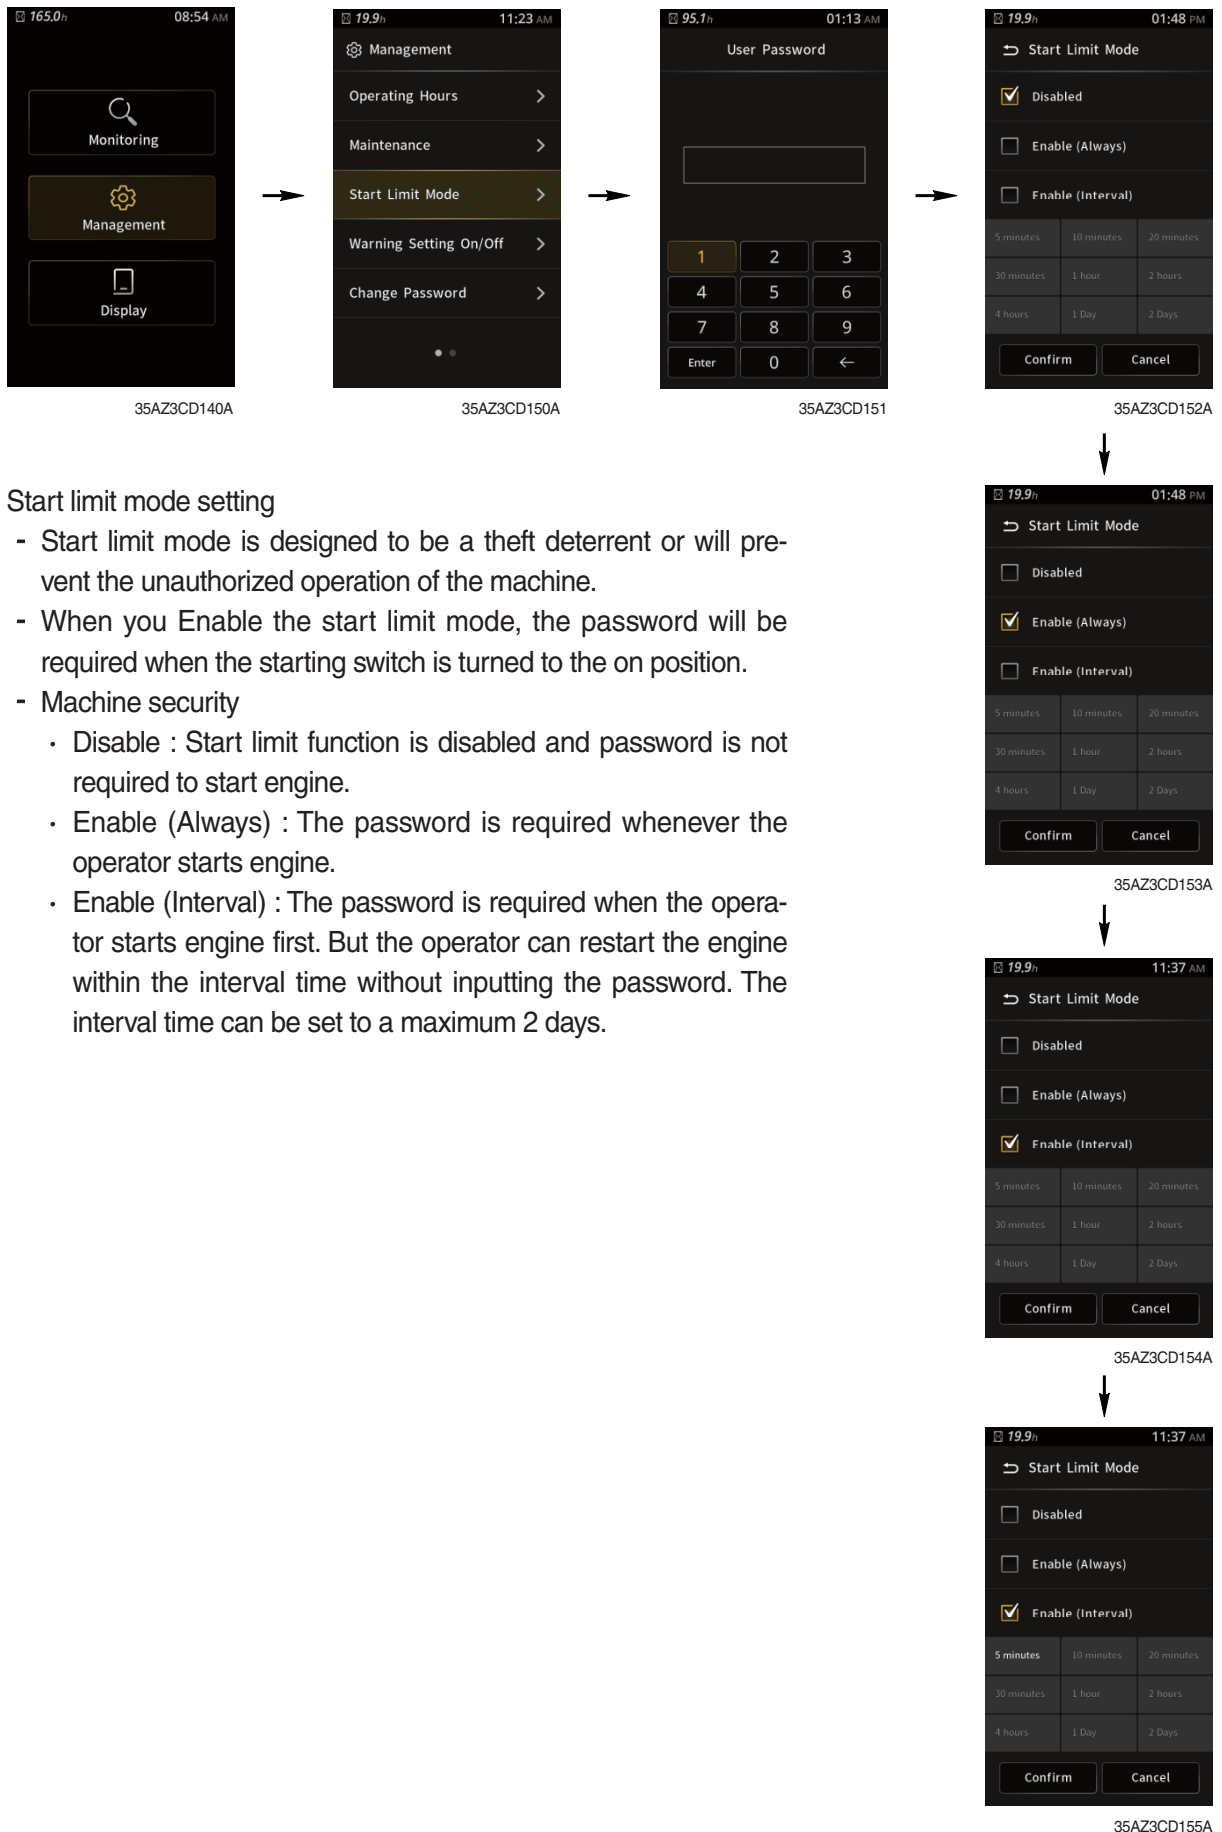 165.0h 08:54 AM
Monitoring
Management
Display
35AZ3CD140A
19.9h 11:23 AM
Management
Operating Hours
Maintenance
Start Limit Mode
Warning Setting On/Off
Change Password
35AZ3CD150A
95.1h 01:13 AM
User Password
1 2 3
4 5 6
7 8 9
Enter 0 ←
35AZ3CD151
19.9h 01:48 PM
Start Limit Mode
Disabled
Enable (Always)
Enable (Interval)
5 minutes 10 minutes 20 minutes
30 minutes 1 hour 2 hours
4 hours 1 Day 2 Days
Confirm Cancel
35AZ3CD152A
Start limit mode setting
- Start limit mode is designed to be a theft deterrent or will pre-
vent the unauthorized operation of the machine.
- When you Enable the start limit mode, the password will be
required when the starting switch is turned to the on position.
- Machine security
· Disable : Start limit function is disabled and password is not
required to start engine.
· Enable (Always) : The password is required whenever the
operator starts engine.
· Enable (Interval) : The password is required when the opera-
tor starts engine first. But the operator can restart the engine
within the interval time without inputting the password. The
interval time can be set to a maximum 2 days.
19.9h 01:48 PM
Start Limit Mode
Disabled
Enable (Always)
Enable (Interval)
5 minutes 10 minutes 20 minutes
30 minutes 1 hour 2 hours
4 hours 1 Day 2 Days
Confirm Cancel
35AZ3CD153A
19.9h 11:37 AM
Start Limit Mode
Disabled
Enable (Always)
Enable (Interval)
5 minutes 10 minutes 20 minutes
30 minutes 1 hour 2 hours
4 hours 1 Day 2 Days
Confirm Cancel
35AZ3CD154A
19.9h 11:37 AM
Start Limit Mode
Disabled
Enable (Always)
Enable (Interval)
5 minutes 10 minutes 20 minutes
30 minutes 1 hour 2 hours
4 hours 1 Day 2 Days
Confirm Cancel
35AZ3CD155A